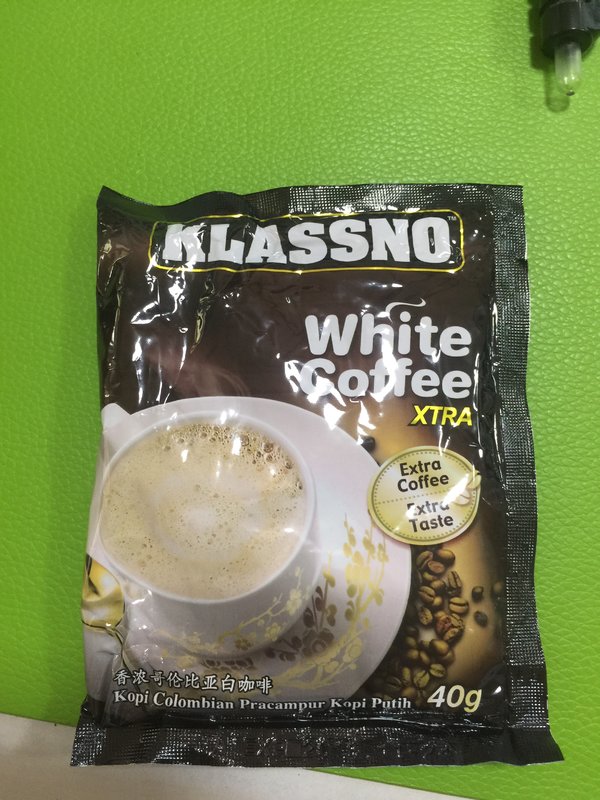 KLASSNO™
White
Coffee
XTRA
Extra
Coffee
Extra
Taste
香浓哥伦比亚白咖啡
Kopi Colombian Pracampur Kopi Putih
40g